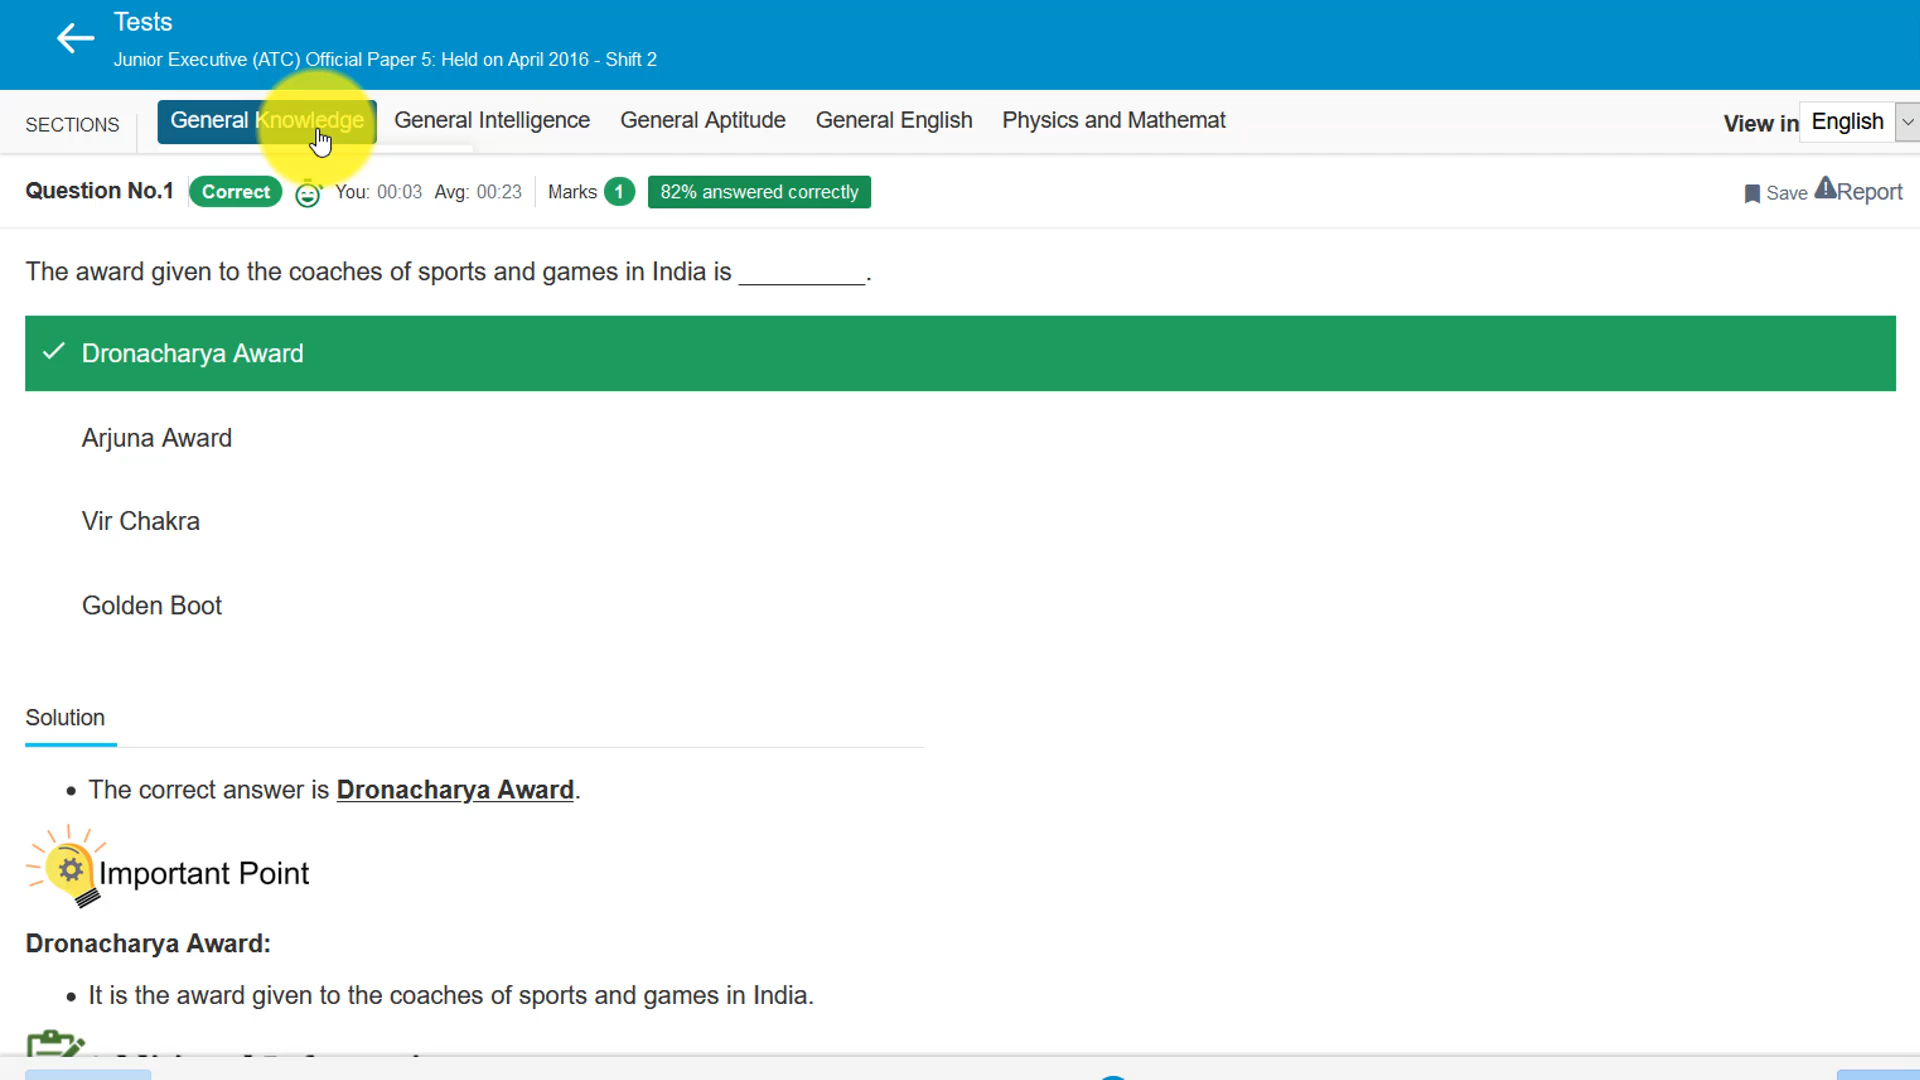 Tests
Junior Executive (ATC) Official Paper 5: Held on April 2016 - Shift 2
SECTIONS General Knowledge General Intelligence General Aptitude General English Physics and Mathemat View in English
Question No.1 Correct You: 00:03 Avg: 00:23 Marks 1 82% answered correctly Save Report
The award given to the coaches of sports and games in India is _________.
Dronacharya Award
Arjuna Award
Vir Chakra
Golden Boot
Solution
• The correct answer is Dronacharya Award.
Important Point
Dronacharya Award:
• It is the award given to the coaches of sports and games in India.